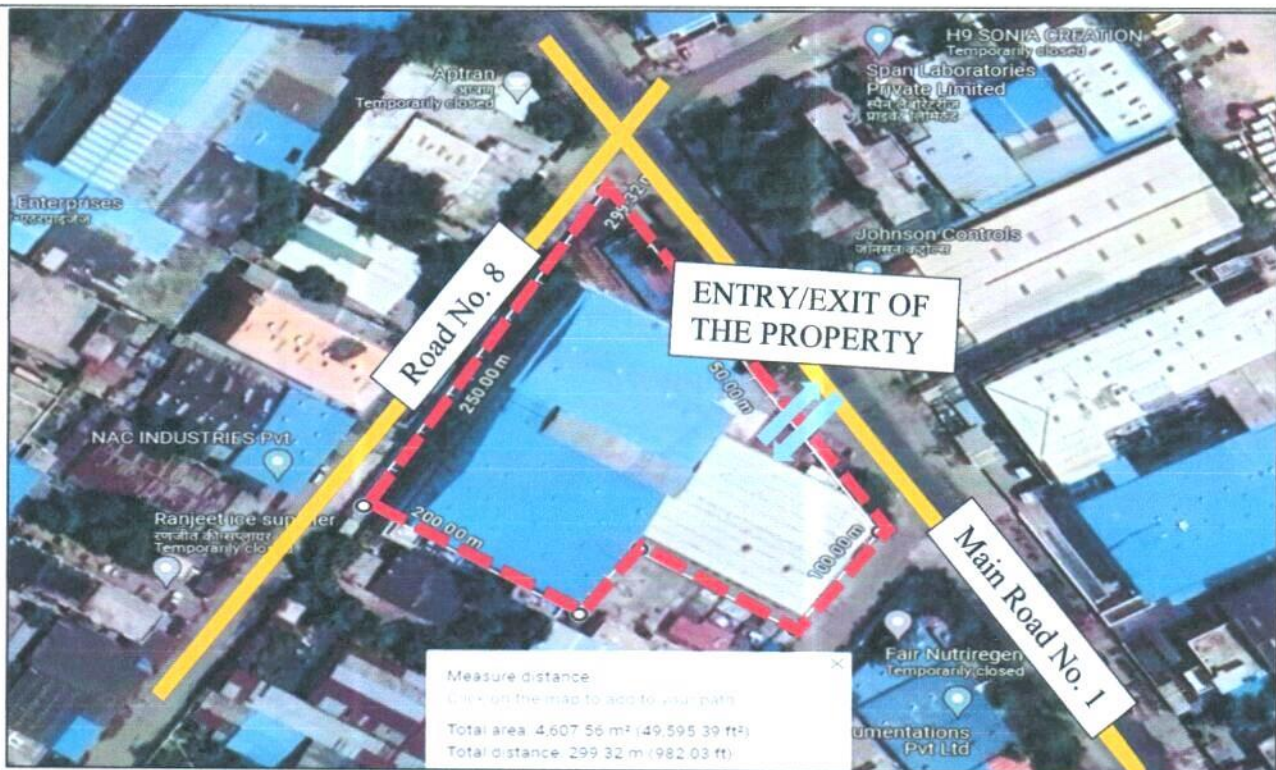 H9 SONIA CREATION
Temporarily closed
Aptran
Temporarily closed
Span Laboratories
Private Limited
स्पैन लॅबोरेटरीज
प्राइवेट लिमिटेड
Enterprises
एंटरप्राइजेज
299.32
Johnson Controls
जॉनसन कंट्रोल्स
Road No. 8
ENTRY/EXIT OF
THE PROPERTY
250.00 m
50.00 m
NAC INDUSTRIES Pvt
Ranjeet ice supplier
Temporarily closed
200.00 m
100.00 m
Main Road No. 1
Fair Nutriregen
Temporarily closed
umentations
Pvt Ltd
Measure distance
Click on the map to add to your path
Total area: 4,607.56 m² (49,595.39 ft²)
Total distance: 299.32 m (982.03 ft)